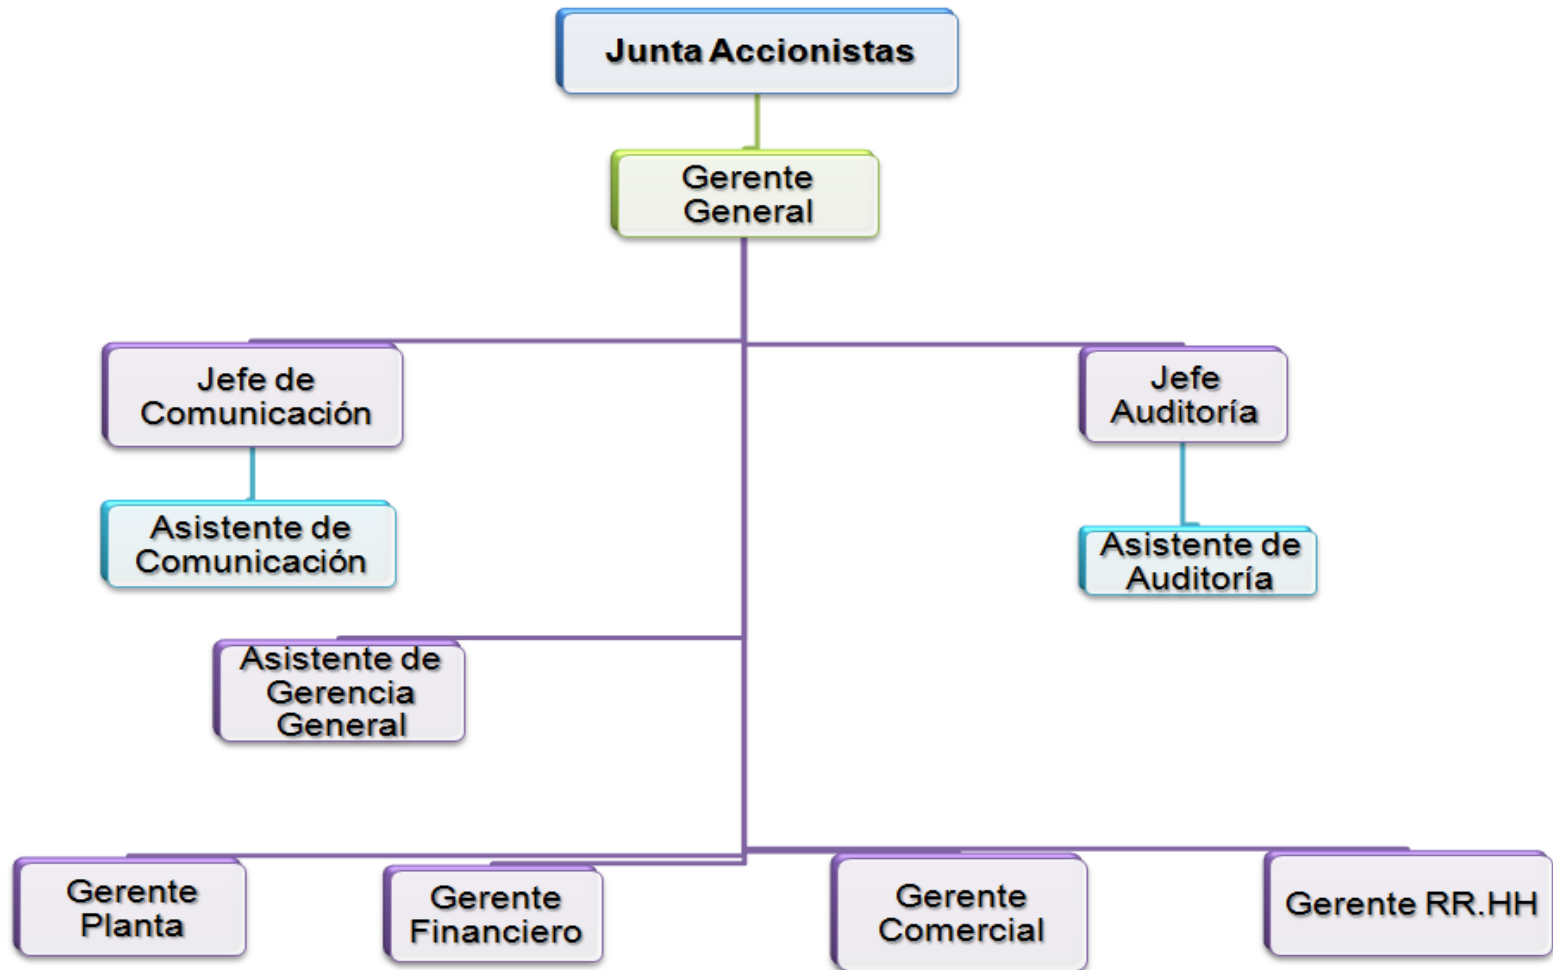 Junta Accionistas
Gerente
General
Jefe de
Comunicación
Jefe
Auditoría
Asistente de
Comunicación
Asistente de
Auditoría
Asistente de
Gerencia
General
Gerente
Planta
Gerente
Financiero
Gerente
Comercial
Gerente RR.HH